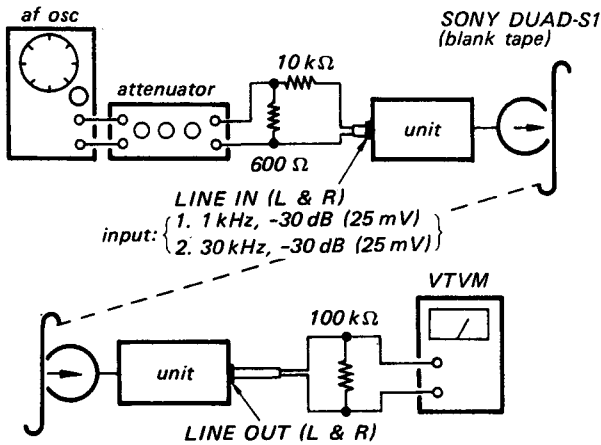 af osc
SONY DUAD-S1
(blank tape)
attenuator
10 kΩ
unit
600 Ω
LINE IN (L & R)
input: { 1. 1 kHz, -30 dB (25 mV)
2. 30 kHz, -30 dB (25 mV) }
VTVM
100 kΩ
unit
LINE OUT (L & R)